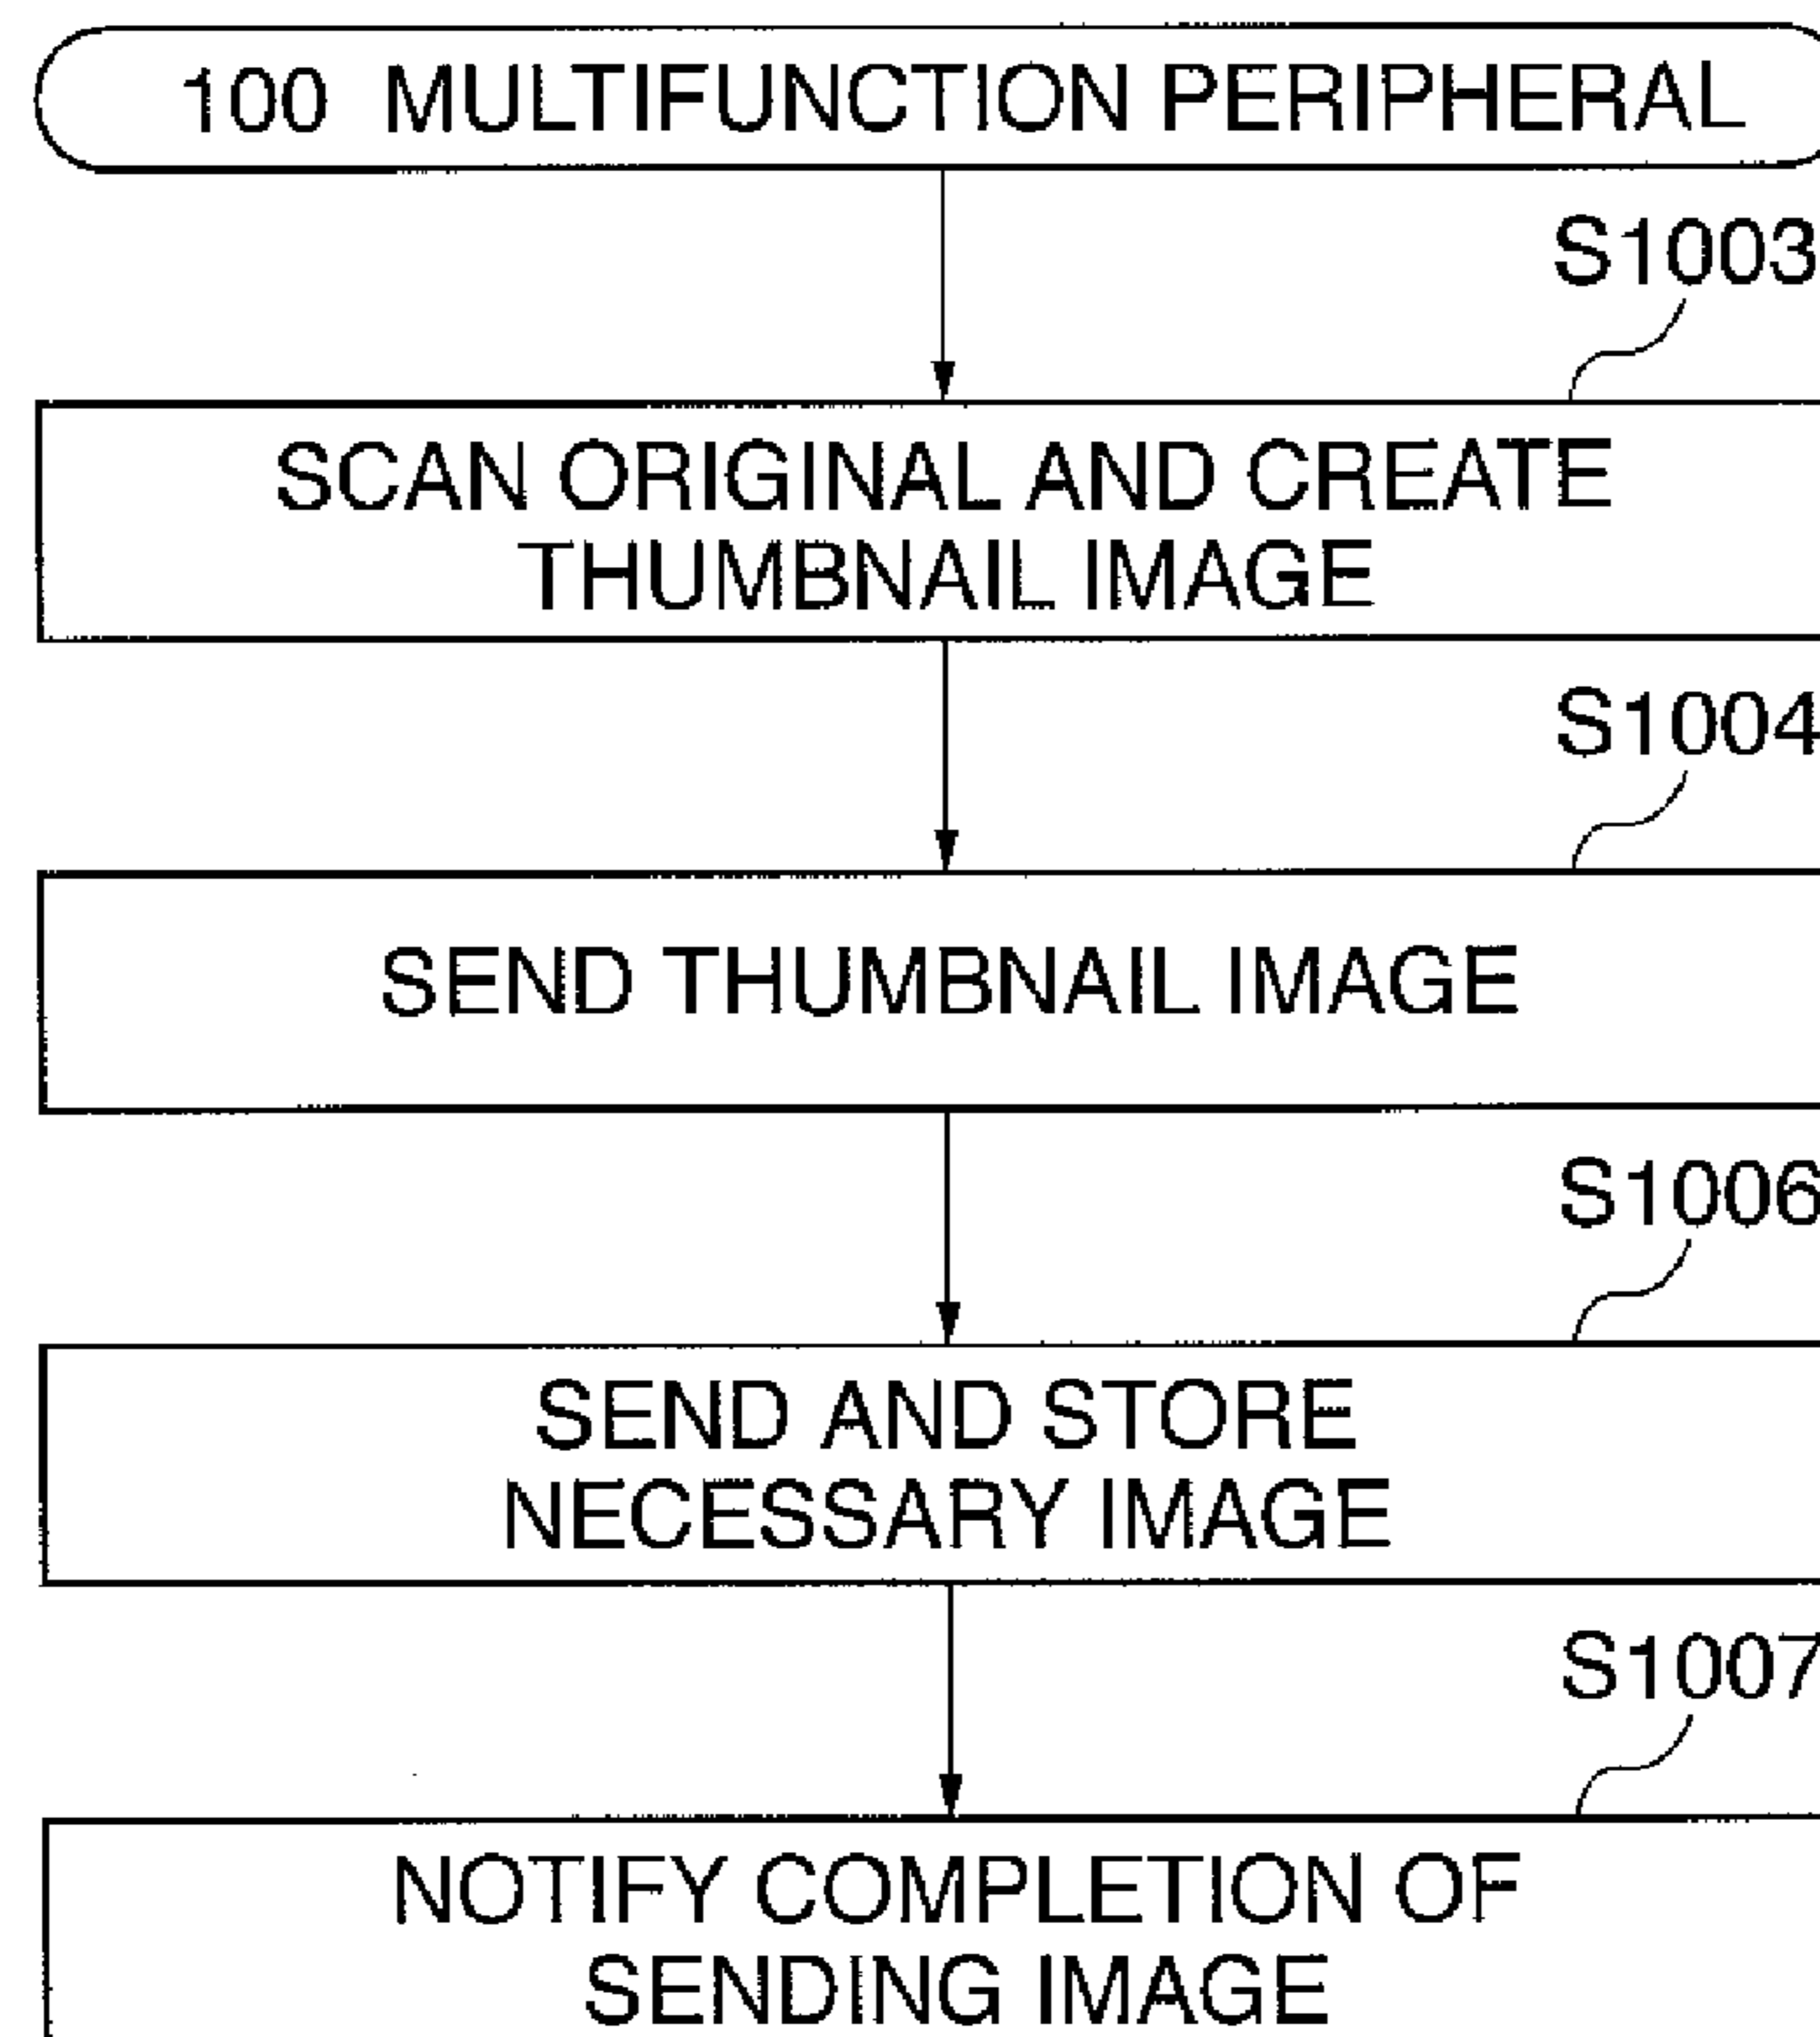 100 MULTIFUNCTION PERIPHERAL
S1003
SCAN ORIGINAL AND CREATE
THUMBNAIL IMAGE
S1004
SEND THUMBNAIL IMAGE
S1006
SEND AND STORE
NECESSARY IMAGE
S1007
NOTIFY COMPLETION OF
SENDING IMAGE